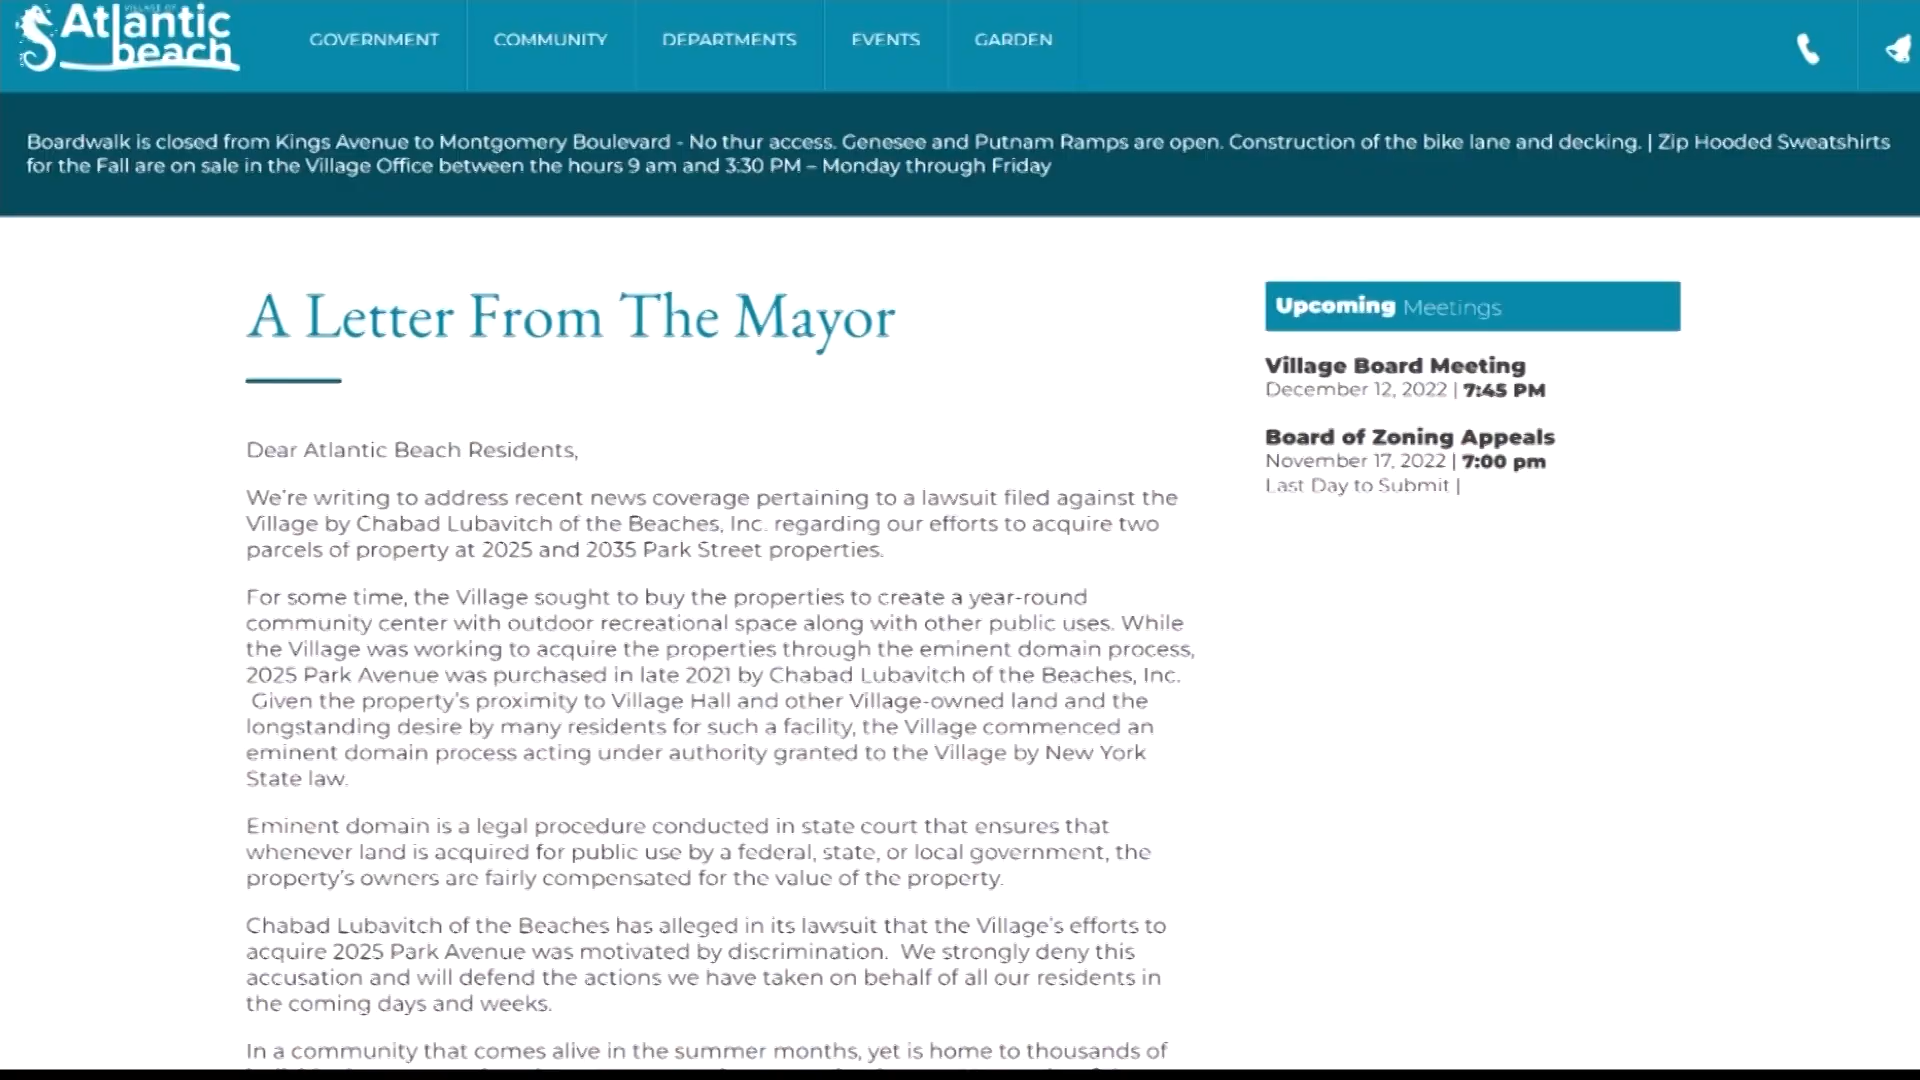 VILLAGE OF
Atlantic
beach
GOVERNMENT
COMMUNITY
DEPARTMENTS
EVENTS
GARDEN
Boardwalk is closed from Kings Avenue to Montgomery Boulevard - No thur access. Genesee and Putnam Ramps are open. Construction of the bike lane and decking. | Zip Hooded Sweatshirts
for the Fall are on sale in the Village Office between the hours 9 am and 3:30 PM – Monday through Friday
A Letter From The Mayor
Dear Atlantic Beach Residents,
We're writing to address recent news coverage pertaining to a lawsuit filed against the
Village by Chabad Lubavitch of the Beaches, Inc. regarding our efforts to acquire two
parcels of property at 2025 and 2035 Park Street properties.
For some time, the Village sought to buy the properties to create a year-round
community center with outdoor recreational space along with other public uses. While
the Village was working to acquire the properties through the eminent domain process,
2025 Park Avenue was purchased in late 2021 by Chabad Lubavitch of the Beaches, Inc.
Given the property's proximity to Village Hall and other Village-owned land and the
longstanding desire by many residents for such a facility, the Village commenced an
eminent domain process acting under authority granted to the Village by New York
State law.
Eminent domain is a legal procedure conducted in state court that ensures that
whenever land is acquired for public use by a federal, state, or local government, the
property's owners are fairly compensated for the value of the property.
Chabad Lubavitch of the Beaches has alleged in its lawsuit that the Village's efforts to
acquire 2025 Park Avenue was motivated by discrimination. We strongly deny this
accusation and will defend the actions we have taken on behalf of all our residents in
the coming days and weeks.
In a community that comes alive in the summer months, yet is home to thousands of
Upcoming Meetings
Village Board Meeting
December 12, 2022 | 7:45 PM
Board of Zoning Appeals
November 17, 2022 | 7:00 pm
Last Day to Submit |